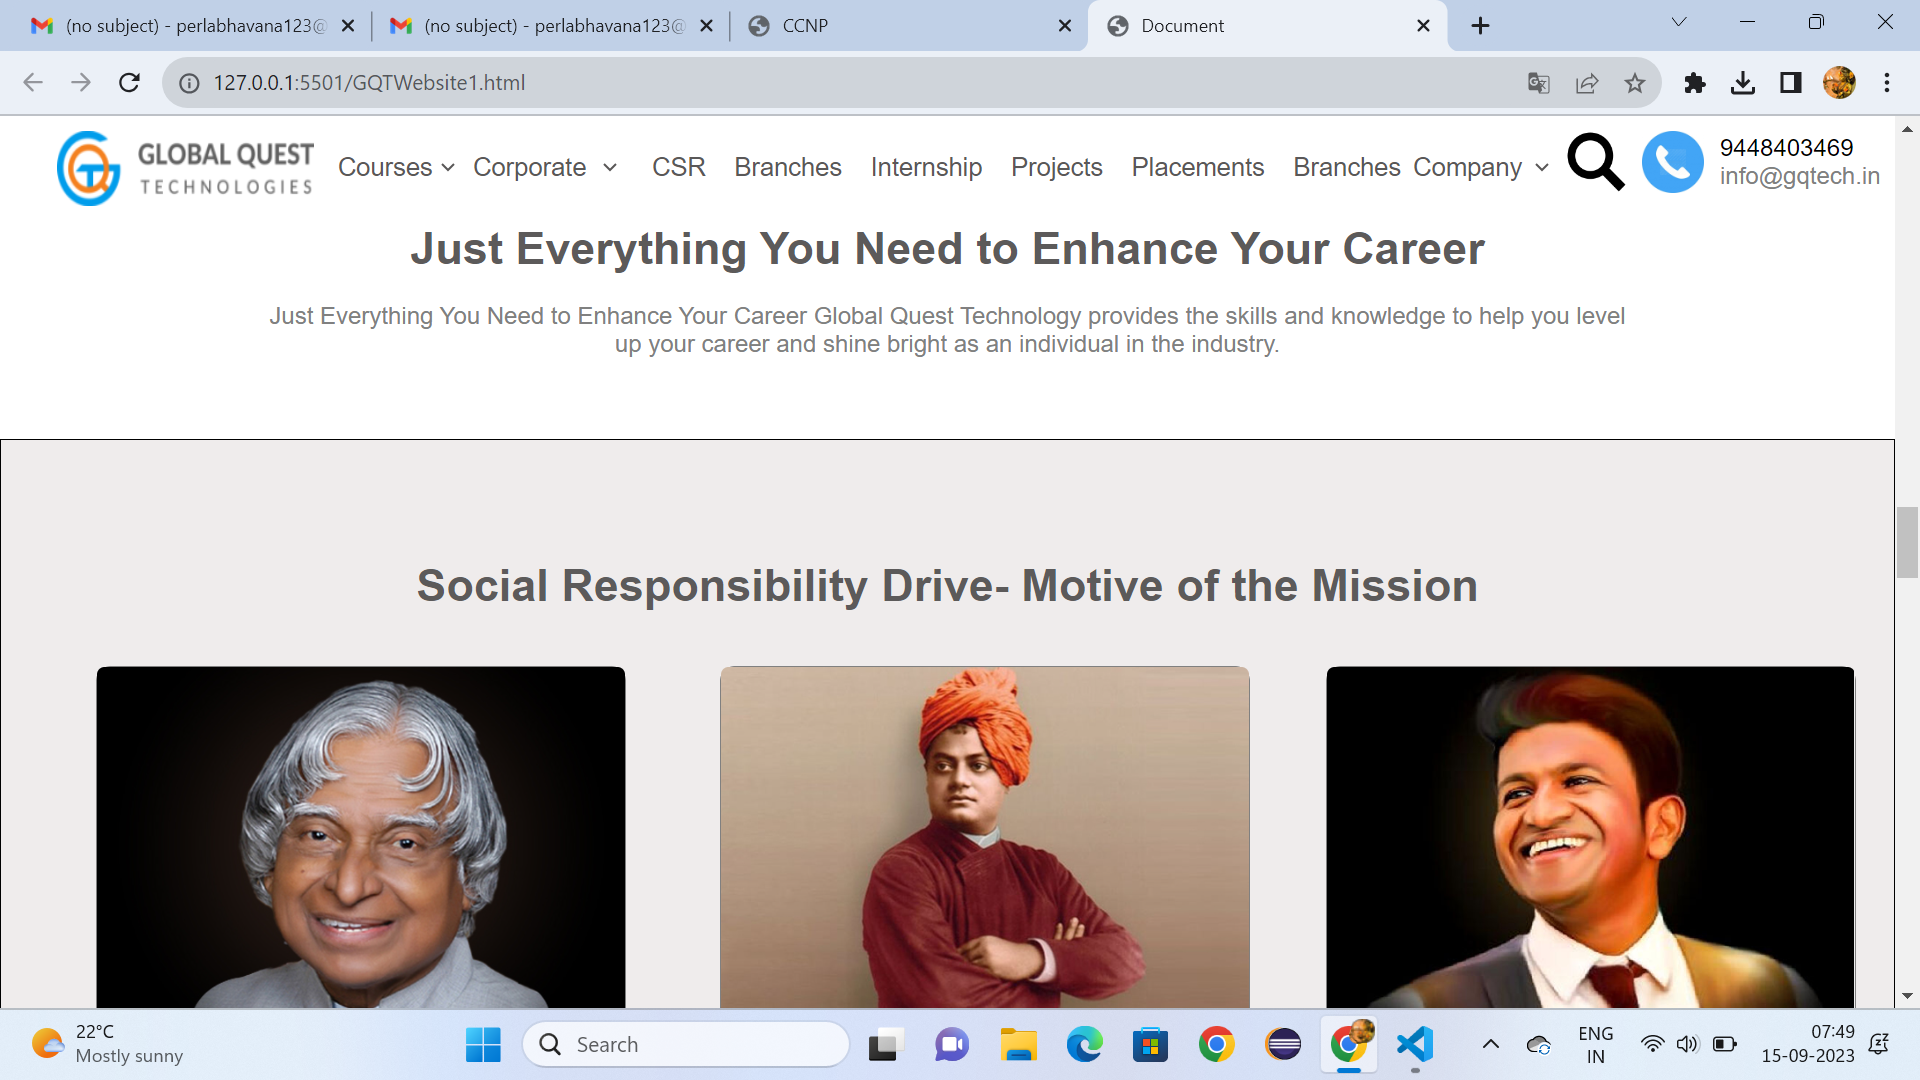 (no subject) - perlabhavana123@
(no subject) - perlabhavana123@
CCNP
Document
127.0.0.1:5501/GQTWebsite1.html
GLOBAL QUEST
TECHNOLOGIES
Courses Corporate CSR Branches Internship Projects Placements Branches Company
9448403469
info@gqtech.in
Just Everything You Need to Enhance Your Career
Just Everything You Need to Enhance Your Career Global Quest Technology provides the skills and knowledge to help you level
up your career and shine bright as an individual in the industry.
Social Responsibility Drive- Motive of the Mission
22°C
Mostly sunny
Search
ENG
IN
07:49
15-09-2023